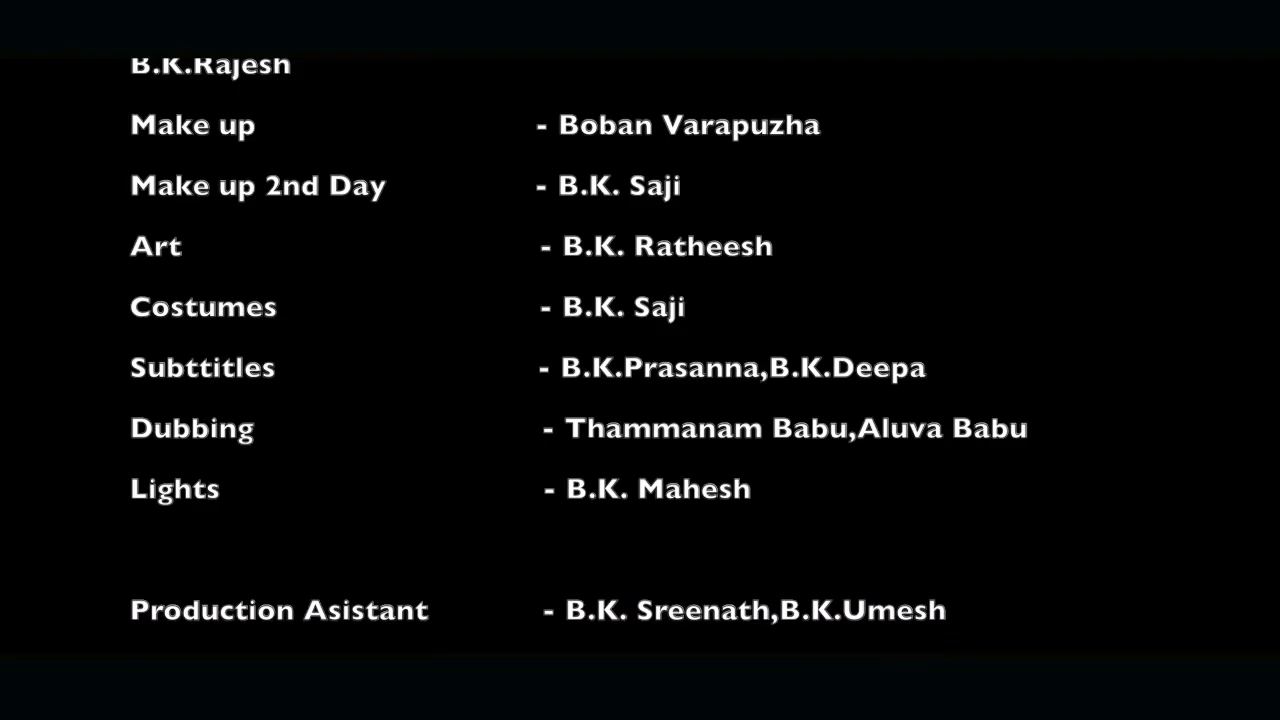 B.K.Rajesh
Make up - Boban Varapuzha
Make up 2nd Day - B.K. Saji
Art - B.K. Ratheesh
Costumes - B.K. Saji
Subttitles - B.K.Prasanna,B.K.Deepa
Dubbing - Thammanam Babu,Aluva Babu
Lights - B.K. Mahesh
Production Asistant - B.K. Sreenath,B.K.Umesh